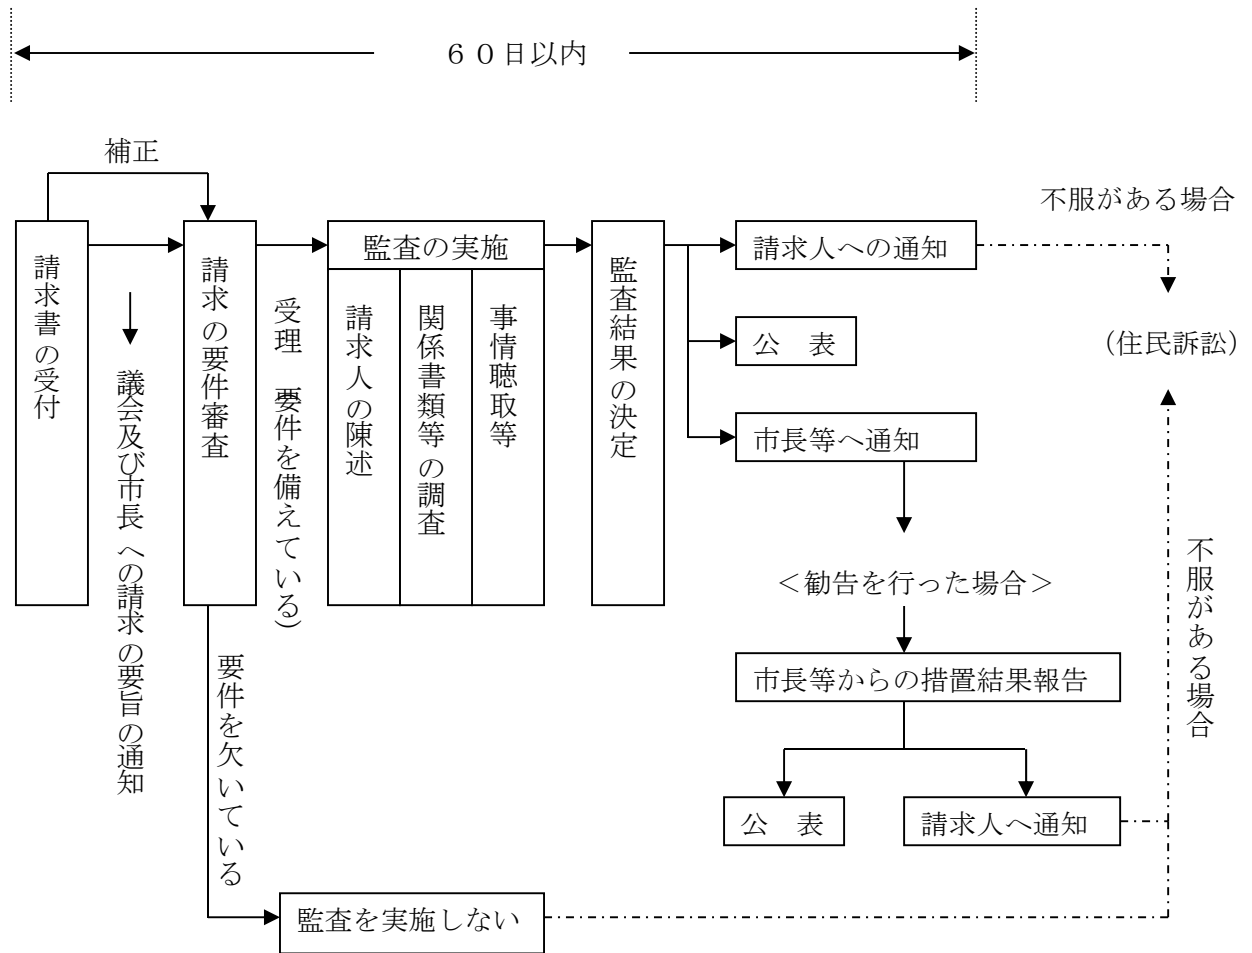 ６０日以内
補正
請求書の受付
議会及び市長への請求の要旨の通知
請求の要件審査
受理　要件を備えている)
要件を欠いている
監査の実施
請求人の陳述
関係書類等の調査
事情聴取等
監査結果の決定
請求人への通知
公　表
市長等へ通知
＜勧告を行った場合＞
市長等からの措置結果報告
公　表
請求人へ通知
監査を実施しない
不服がある場合
（住民訴訟）
不服がある場合